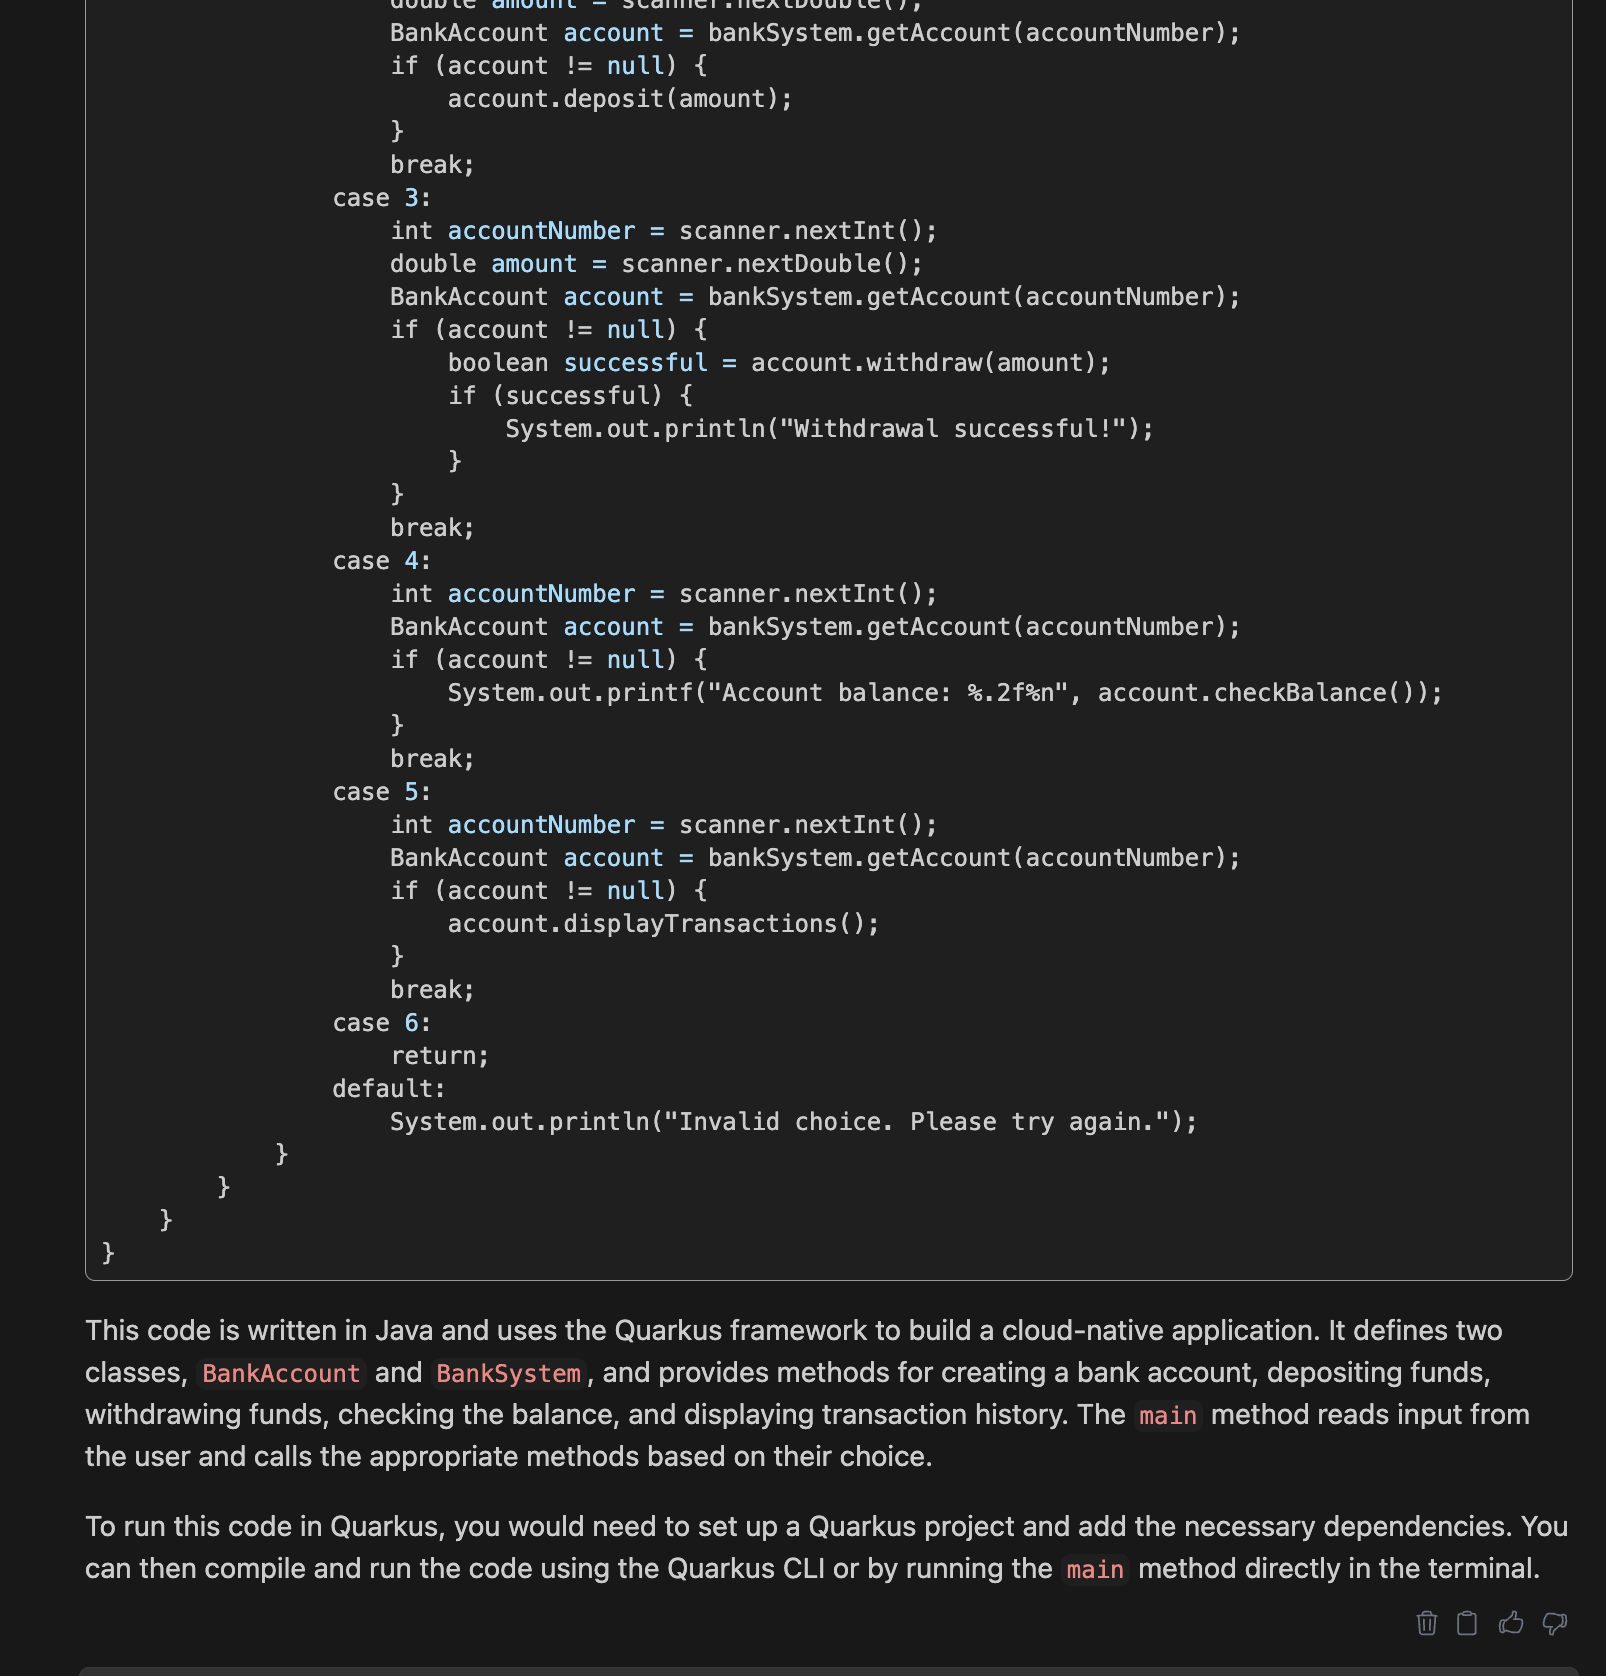 double amount = scanner.nextDouble();
BankAccount account = bankSystem.getAccount(accountNumber);
if (account != null) {
account.deposit(amount);
}
break;
case 3:
int accountNumber = scanner.nextInt();
double amount = scanner.nextDouble();
BankAccount account = bankSystem.getAccount(accountNumber);
if (account != null) {
boolean successful = account.withdraw(amount);
if (successful) {
System.out.println("Withdrawal successful!");
}
}
break;
case 4:
int accountNumber = scanner.nextInt();
BankAccount account = bankSystem.getAccount(accountNumber);
if (account != null) {
System.out.printf("Account balance: %.2f%n", account.checkBalance());
}
break;
case 5:
int accountNumber = scanner.nextInt();
BankAccount account = bankSystem.getAccount(accountNumber);
if (account != null) {
account.displayTransactions();
}
break;
case 6:
return;
default:
System.out.println("Invalid choice. Please try again.");
}
}
}
}
This code is written in Java and uses the Quarkus framework to build a cloud-native application. It defines two
classes, BankAccount and BankSystem, and provides methods for creating a bank account, depositing funds,
withdrawing funds, checking the balance, and displaying transaction history. The main method reads input from
the user and calls the appropriate methods based on their choice.
To run this code in Quarkus, you would need to set up a Quarkus project and add the necessary dependencies. You
can then compile and run the code using the Quarkus CLI or by running the main method directly in the terminal.